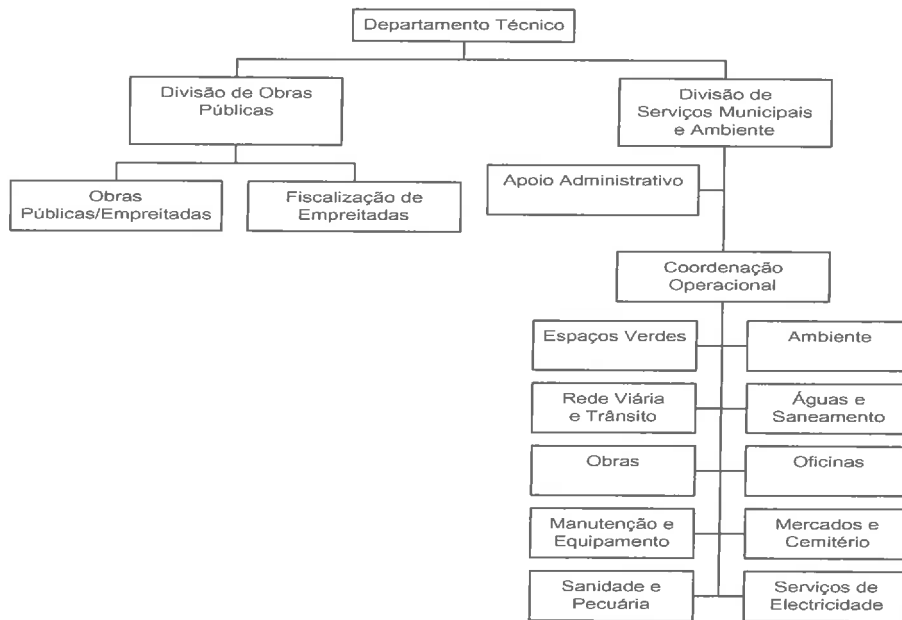 Departamento Técnico
Divisão de Obras
Públicas
Divisão de
Serviços Municipais
e Ambiente
Obras
Públicas/Empreitadas
Fiscalização de
Empreitadas
Apoio Administrativo
Coordenação
Operacional
Espaços Verdes
Ambiente
Rede Viária
e Trânsito
Águas e
Saneamento
Obras
Oficinas
Manutenção e
Equipamento
Mercados e
Cemitério
Sanidade e
Pecuária
Serviços de
Electricidade